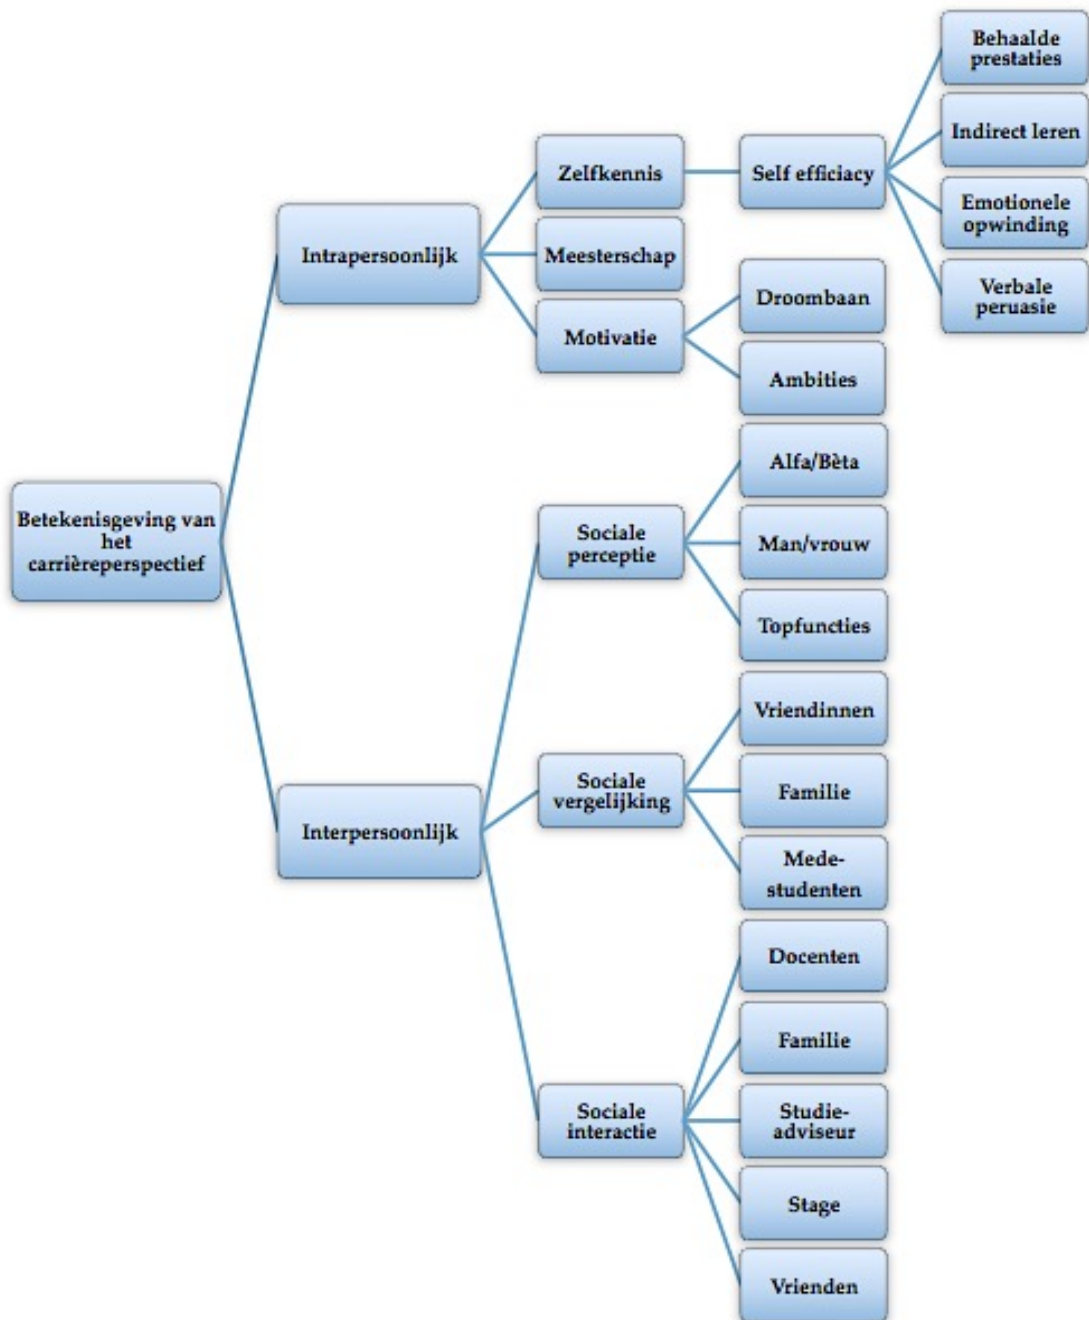 Behaalde
prestaties
Indirect leren
Zelfkennis
Self efficiacy
Emotionele
opwinding
Intrapersoonlijk
Meesterschap
Verbale
peruasie
Droombaan
Motivatie
Ambities
Alfa/Bèta
Betekenisgeving van
het
carrièreperspectief
Sociale
perceptie
Man/vrouw
Topfuncties
Vriendinnen
Sociale
vergelijking
Familie
Interpersoonlijk
Mede-
studenten
Docenten
Familie
Sociale
interactie
Studie-
adviseur
Stage
Vrienden